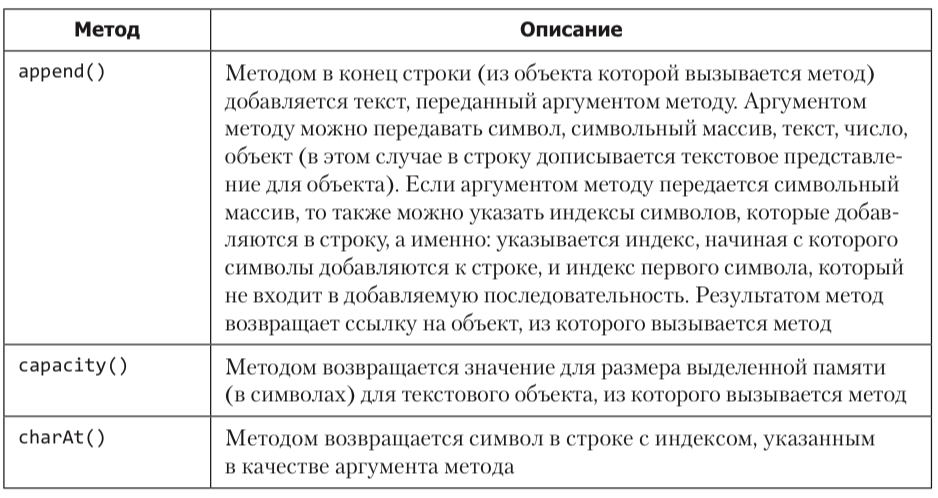 Метод
Описание
append()
Методом в конец строки (из объекта которой вызывается метод)
добавляется текст, переданный аргументом методу. Аргументом
методу можно передавать символ, символьный массив, текст, число,
объект (в этом случае в строку дописывается текстовое представле-
ние для объекта). Если аргументом методу передается символьный
массив, то также можно указать индексы символов, которые добав-
ляются в строку, а именно: указывается индекс, начиная с которого
символы добавляются к строке, и индекс первого символа, который
не входит в добавляемую последовательность. Результатом метод
возвращает ссылку на объект, из которого вызывается метод
capacity()
Методом возвращается значение для размера выделенной памяти
(в символах) для текстового объекта, из которого вызывается метод
charAt()
Методом возвращается символ в строке с индексом, указанным
в качестве аргумента метода